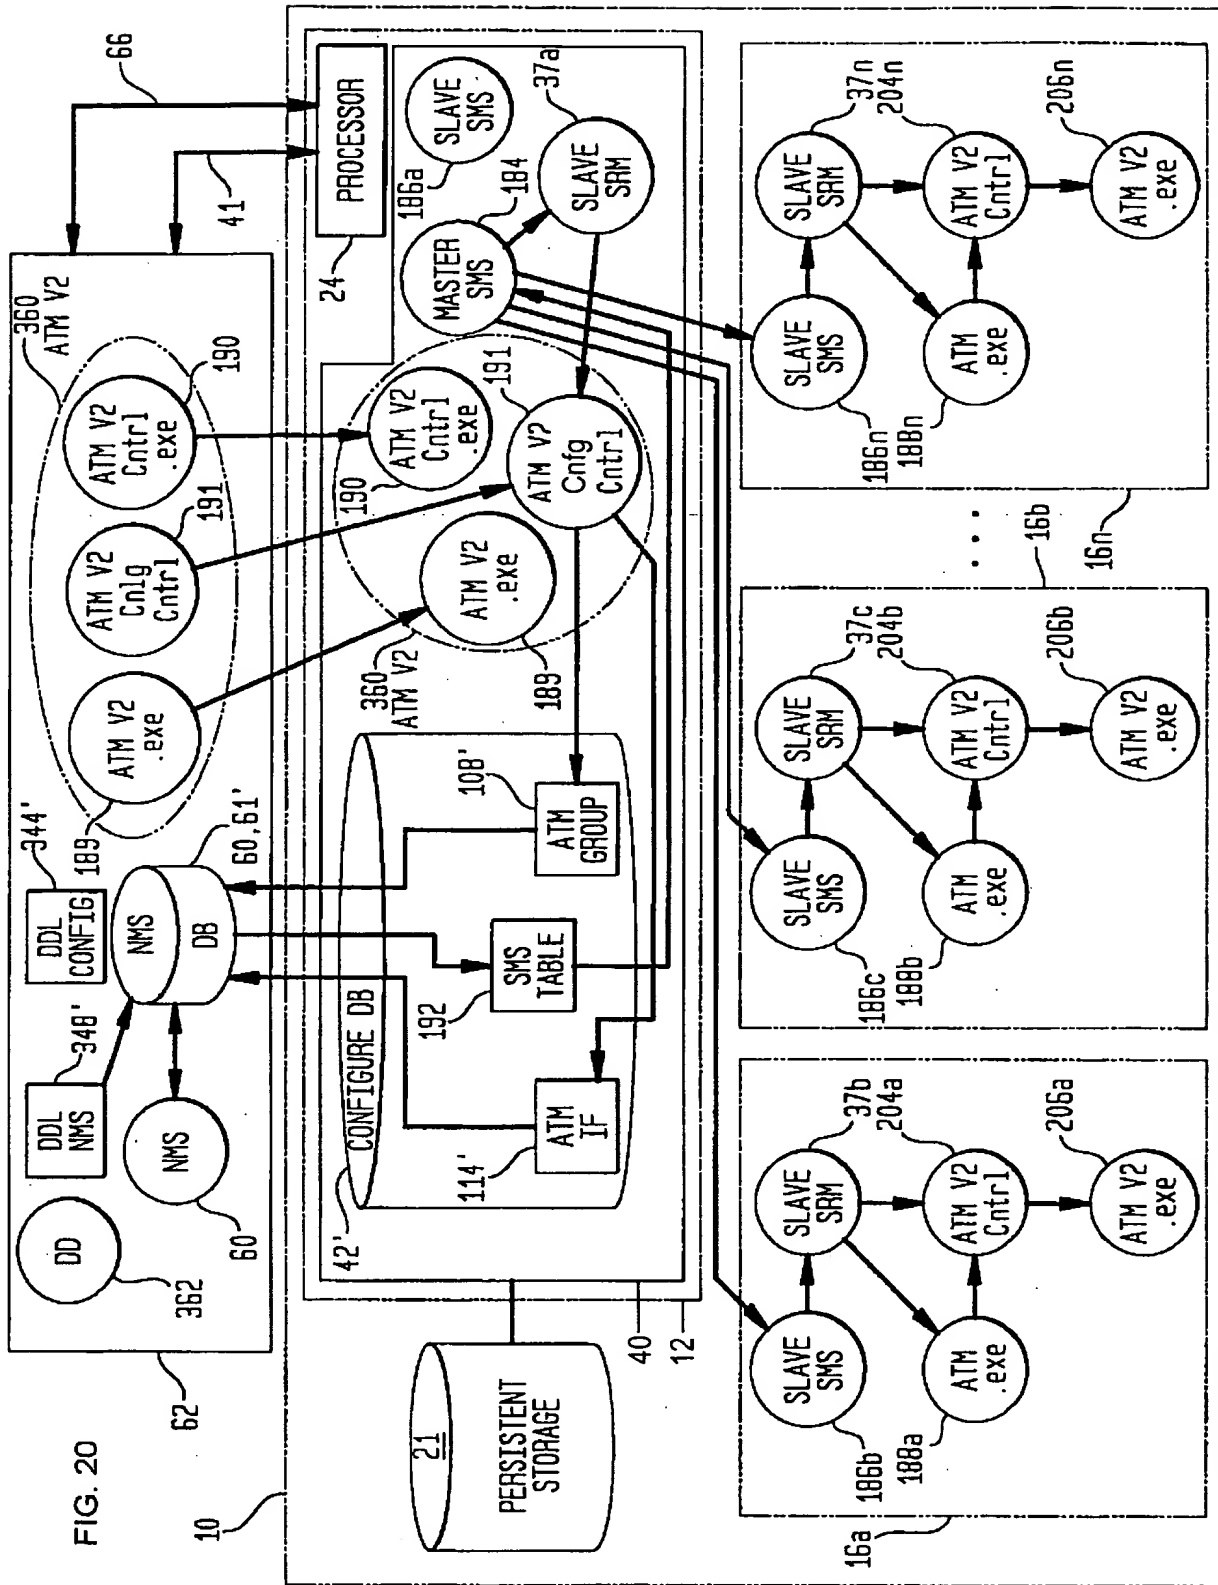 FIG. 20
10
62
DD
362
DDL
NMS
348'
NMS
60
DDL
CONFIG
344'
NMS
DB
60,61'
189
ATM V2
.exe
ATM V2
Cnlg
Cntrl
191
ATM V2
Cntrl
.exe
190
360
ATM V2
41
66
21
PERSISTENT
STORAGE
40
12
42'
CONFIGURE DB
114'
ATM
IF
192
SMS
TABLE
108'
ATM
GROUP
360
ATM V2
189
ATM V2
.exe
190
ATM V2
Cntrl
.exe
191
ATM V?
Cnfg
Cntrl
24
PROCESSOR
MASTER
SMS
184
186a
SLAVE
SMS
SLAVE
SRM
37a
16a
186b
SLAVE
SMS
SLAVE
SRM
37b
204a
188a
ATM
.exe
ATM V2
Cntrl
206a
ATM V2
.exe
16b
186c
SLAVE
SMS
SLAVE
SRM
37c
204b
188b
ATM
.exe
ATM V2
Cntrl
206b
ATM V2
.exe
. . .
16n
186n
SLAVE
SMS
SLAVE
SRM
37n
204n
188n
ATM
.exe
ATM V2
Cntrl
206n
ATM V2
.exe